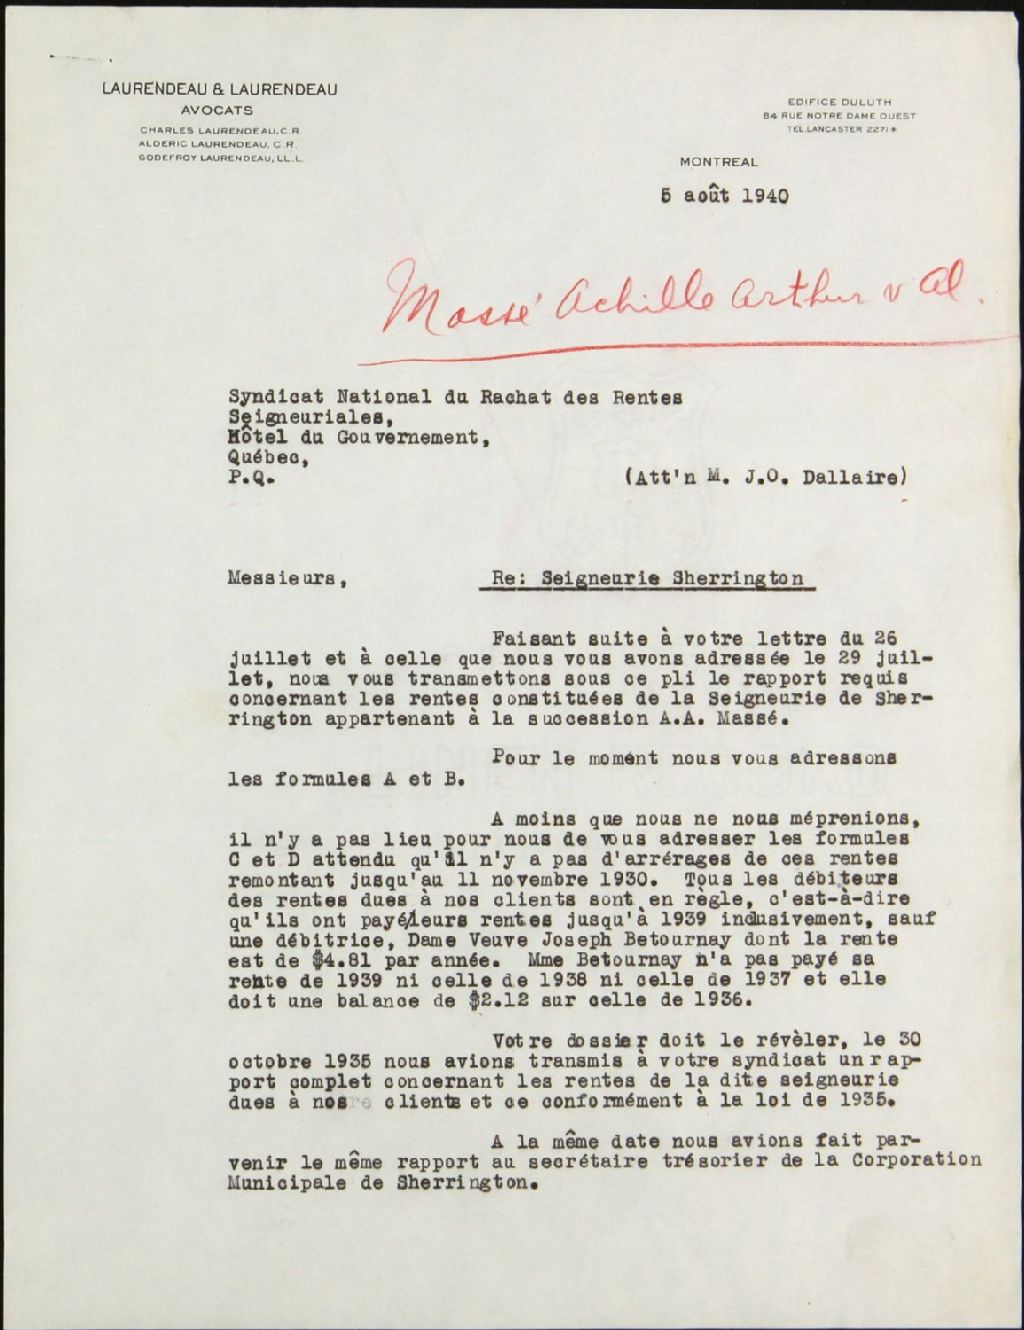 LAURENDEAU & LAURENDEAU
AVOCATS
CHARLES LAURENDEAU, C.R.
ALDERIC LAURENDEAU, C.R.
GODEFROY LAURENDEAU, LL.L.
EDIFICE DULUTH
84 RUE NOTRE DAME OUEST
TEL. LANCASTER 2271*
MONTREAL
5 août 1940
Massé Achille Arthur v al.
Syndicat National du Rachat des Rentes
Seigneuriales,
Hôtel du Gouvernement,
Québec,
P.Q.
(Att'n M. J.O. Dallaire)
Messieurs,
Re: Seigneurie Sherrington
Faisant suite à votre lettre du 26
juillet et à celle que nous vous avons adressée le 29 juil-
let, nous vous transmettons sous ce pli le rapport requis
concernant les rentes constituées de la Seigneurie de Sher-
rington appartenant à la succession A.A. Massé.
Pour le moment nous vous adressons
les formules A et B.
A moins que nous ne nous méprenions,
il n'y a pas lieu pour nous de vous adresser les formules
C et D attendu qu'il n'y a pas d'arrérages de ces rentes
remontant jusqu'au 11 novembre 1930. Tous les débiteurs
des rentes dues à nos clients sont en règle, c'est-à-dire
qu'ils ont payé/leurs rentes jusqu'à 1939 inclusivement, sauf
une débitrice, Dame Veuve Joseph Betournay dont la rente
est de $4.81 par année. Mme Betournay n'a pas payé sa
rente de 1939 ni celle de 1938 ni celle de 1937 et elle
doit une balance de $2.12 sur celle de 1936.
Votre dossier doit le révèler, le 30
octobre 1935 nous avions transmis à votre syndicat un rap-
port complet concernant les rentes de la dite seigneurie
dues à nos clients et ce conformément à la loi de 1935.
A la même date nous avions fait par-
venir le même rapport au secrétaire trésorier de la Corporation
Municipale de Sherrington.